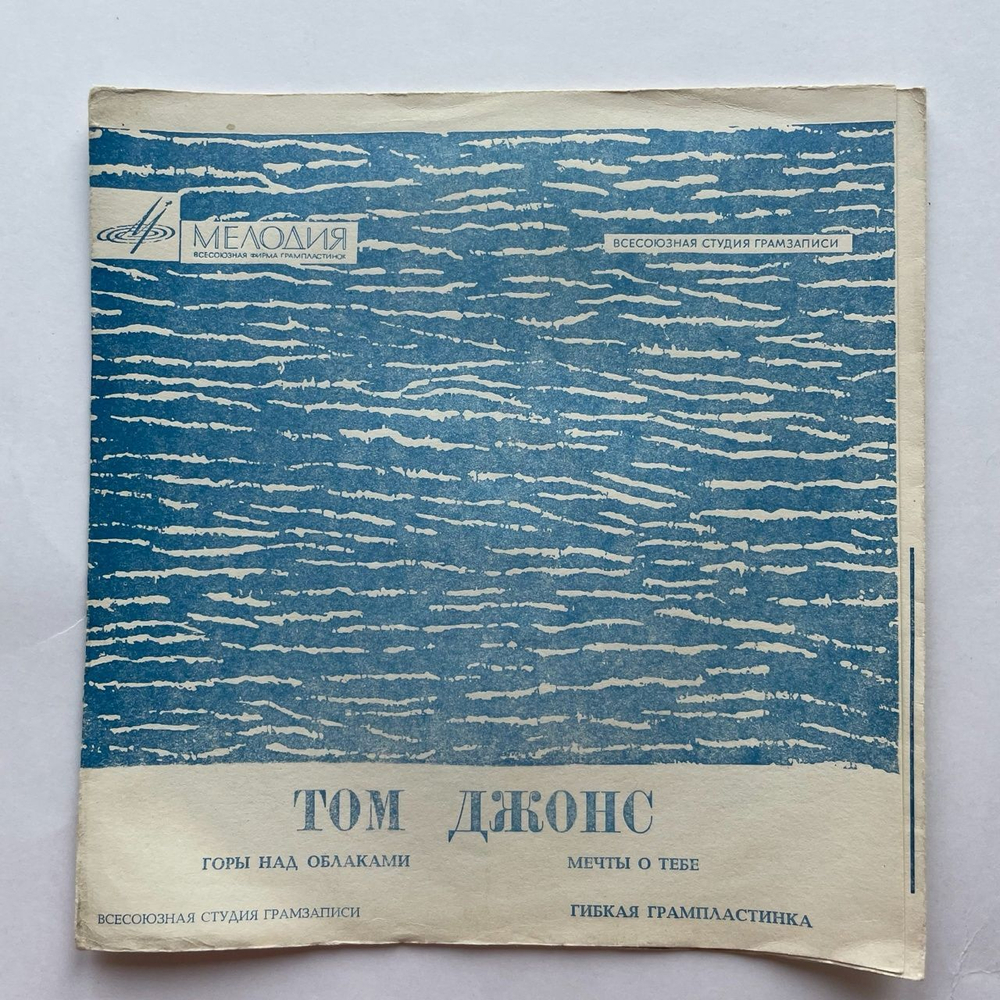 МЕЛОДИЯ
ВСЕСОЮЗНАЯ ФИРМА ГРАМПЛАСТИНОК
ВСЕСОЮЗНАЯ СТУДИЯ ГРАМЗАПИСИ
ТОМ ДЖОНС
ГОРЫ НАД ОБЛАКАМИ
МЕЧТЫ О ТЕБЕ
ВСЕСОЮЗНАЯ СТУДИЯ ГРАМЗАПИСИ
ГИБКАЯ ГРАМПЛАСТИНКА